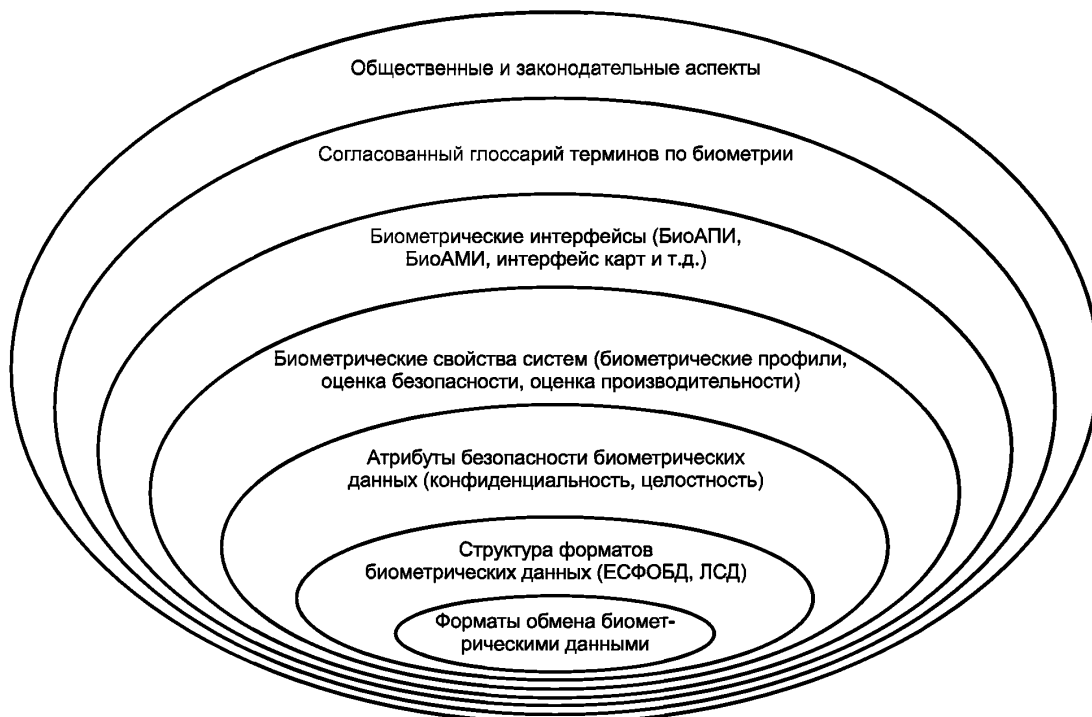 Общественные и законодательные аспекты
Согласованный глоссарий терминов по биометрии
Биометрические интерфейсы (БиоАПИ,
БиоАМИ, интерфейс карт и т.д.)
Биометрические свойства систем (биометрические профили,
оценка безопасности, оценка производительности)
Атрибуты безопасности биометрических
данных (конфиденциальность, целостность)
Структура форматов
биометрических данных (ЕСФОБД, ЛСД)
Форматы обмена биомет-
рическими данными